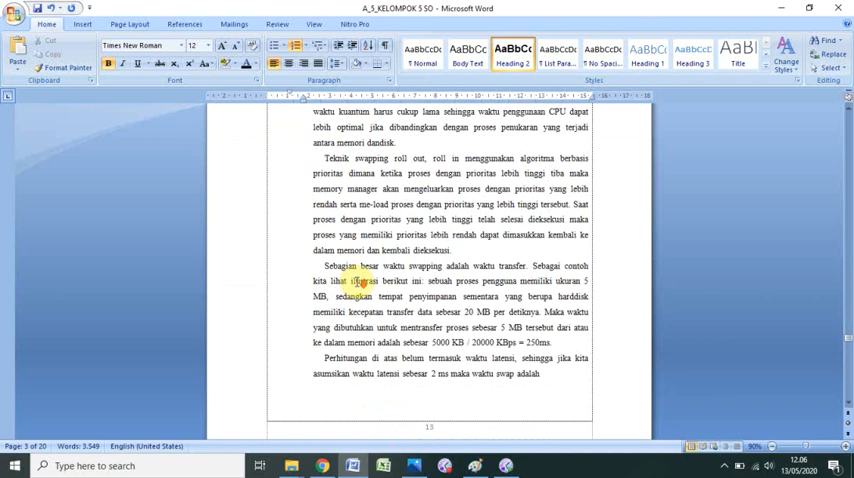 A_5_KELOMPOK 5 SO - Microsoft Word
Home Insert Page Layout References Mailings Review View Nitro Pro
Cut
Copy
Format Painter
Paste
Clipboard
Times New Roman 12
Font
Paragraph
AaBbCcDc AaBbCc AaBbCc AaBbCcDc AaBbCcDc AaBbCcI AaBbCcDc AaBbI
¶ Normal Body Text Heading 2 ¶ List Para... ¶ No Spaci... Heading 1 Heading 3 Title
Change Styles
Styles
Find
Replace
Select
Editing
waktu kuantum harus cukup lama sehingga waktu penggunaan CPU dapat
lebih optimal jika dibandingkan dengan proses penukaran yang terjadi
antara memori dandisk.
Teknik swapping roll out, roll in menggunakan algoritma berbasis
prioritas dimana ketika proses dengan prioritas lebih tinggi tiba maka
memory manager akan mengeluarkan proses dengan prioritas yang lebih
rendah serta me-load proses dengan prioritas yang lebih tinggi tersebut. Saat
proses dengan prioritas yang lebih tinggi telah selesai dieksekusi maka
proses yang memiliki prioritas lebih rendah dapat dimasukkan kembali ke
dalam memori dan kembali dieksekusi.
Sebagian besar waktu swapping adalah waktu transfer. Sebagai contoh
kita lihat ilustrasi berikut ini: sebuah proses pengguna memiliki ukuran 5
MB, sedangkan tempat penyimpanan sementara yang berupa harddisk
memiliki kecepatan transfer data sebesar 20 MB per detiknya. Maka waktu
yang dibutuhkan untuk mentransfer proses sebesar 5 MB tersebut dari atau
ke dalam memori adalah sebesar 5000 KB / 20000 KBps = 250ms.
Perhitungan di atas belum termasuk waktu latensi, sehingga jika kita
asumsikan waktu latensi sebesar 2 ms maka waktu swap adalah
13
Page: 3 of 20 Words: 3.549 English (United States) 90%
Type here to search
12.06
13/05/2020